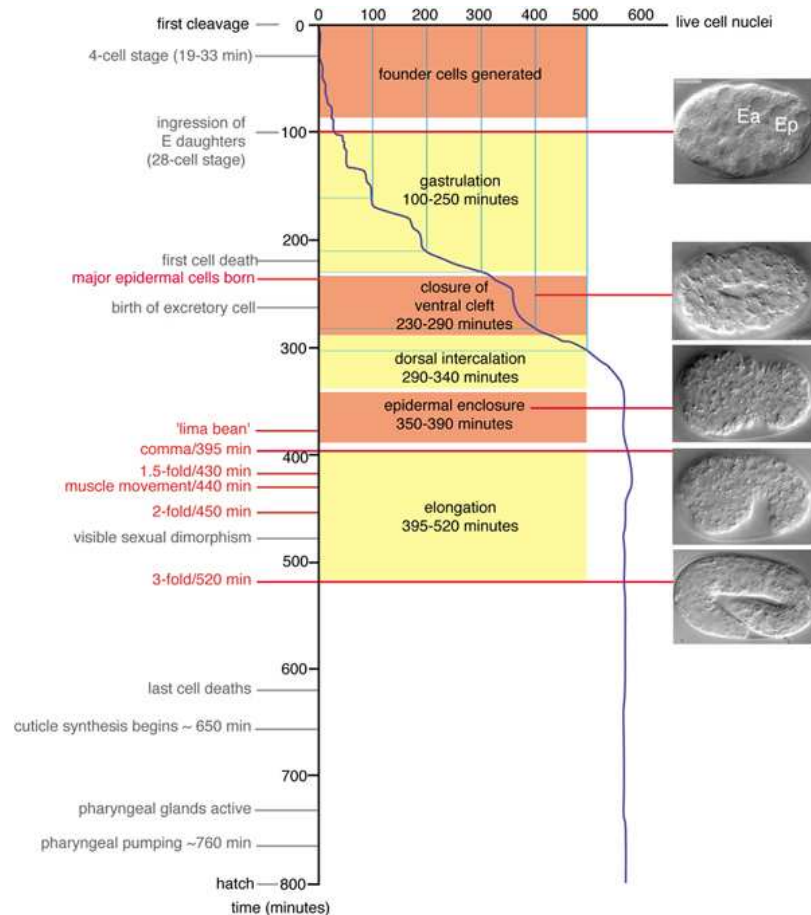 0 100 200 300 400 500 600
first cleavage
0
live cell nuclei
4-cell stage (19-33 min)
founder cells generated
Ea
Ep
ingression of
E daughters
(28-cell stage)
100
gastrulation
100-250 minutes
200
first cell death
major epidermal cells born
birth of excretory cell
closure of
ventral cleft
230-290 minutes
300
dorsal intercalation
290-340 minutes
'lima bean'
epidermal enclosure
350-390 minutes
comma/395 min
400
1.5-fold/430 min
muscle movement/440 min
2-fold/450 min
visible sexual dimorphism
elongation
395-520 minutes
500
3-fold/520 min
600
last cell deaths
cuticle synthesis begins ~ 650 min
700
pharyngeal glands active
pharyngeal pumping ~760 min
hatch
800
time (minutes)